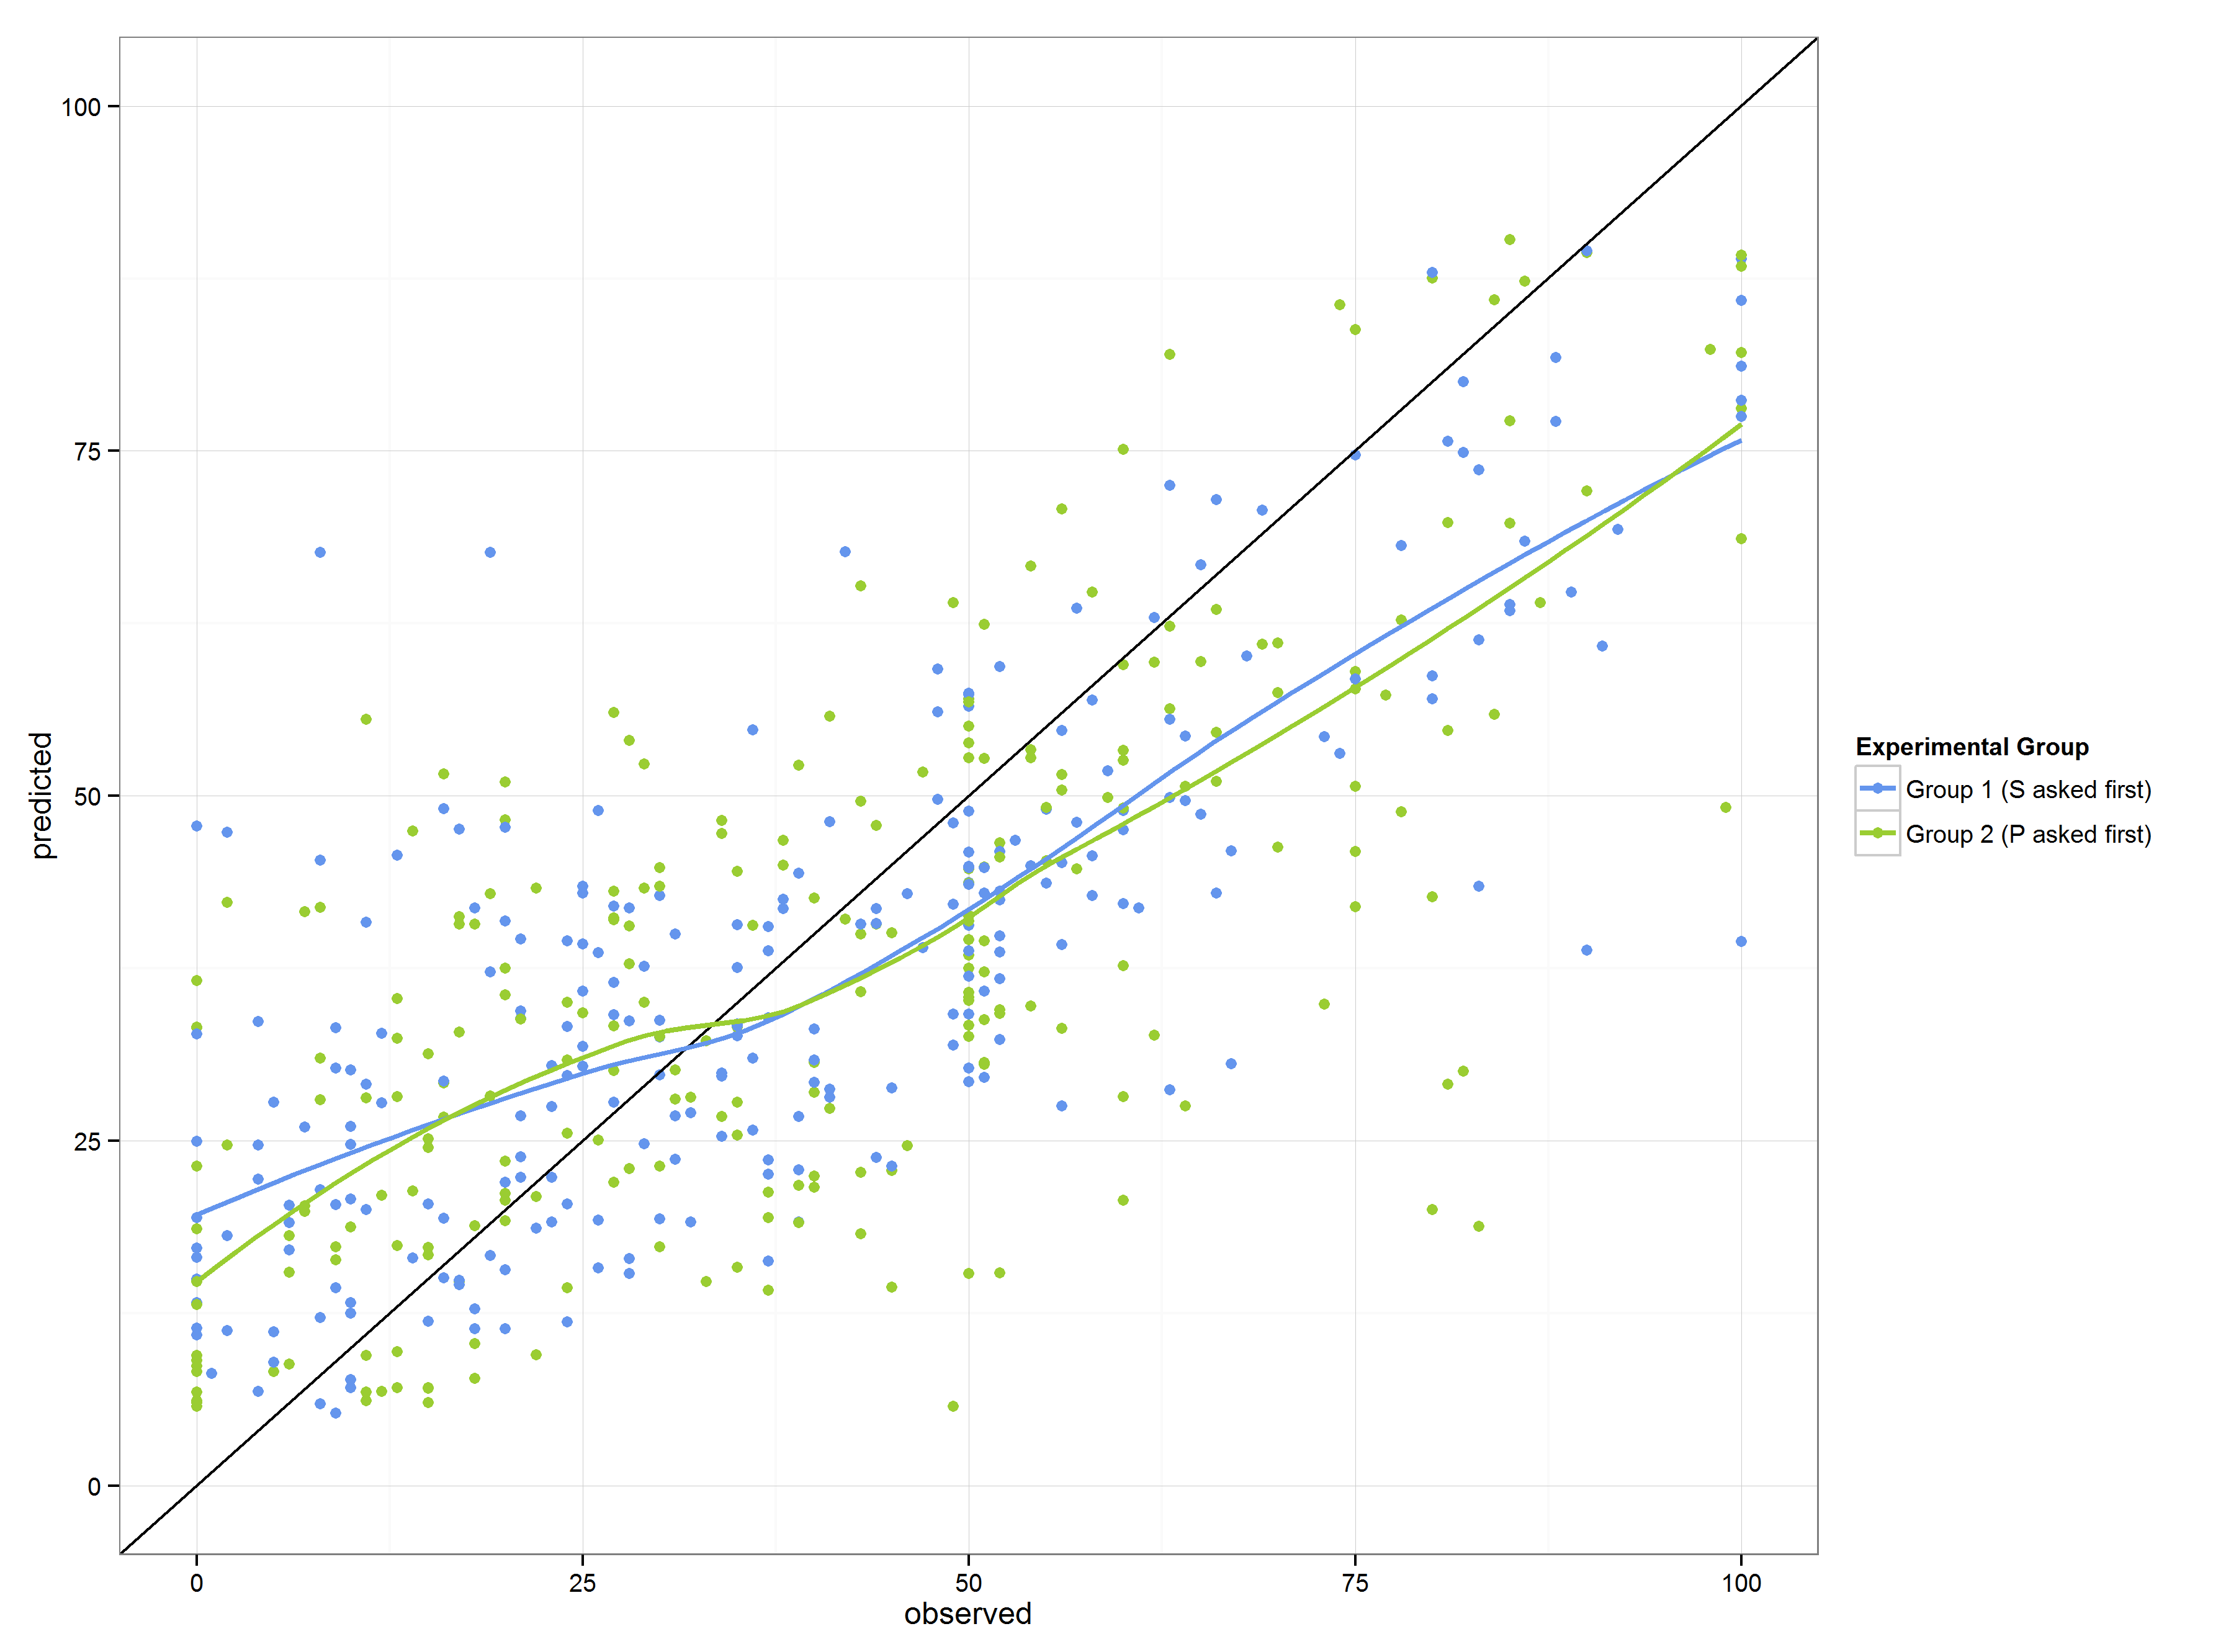 100
75
50
25
0
predicted
0 25 50 75 100
observed
Experimental Group
Group 1 (S asked first)
Group 2 (P asked first)